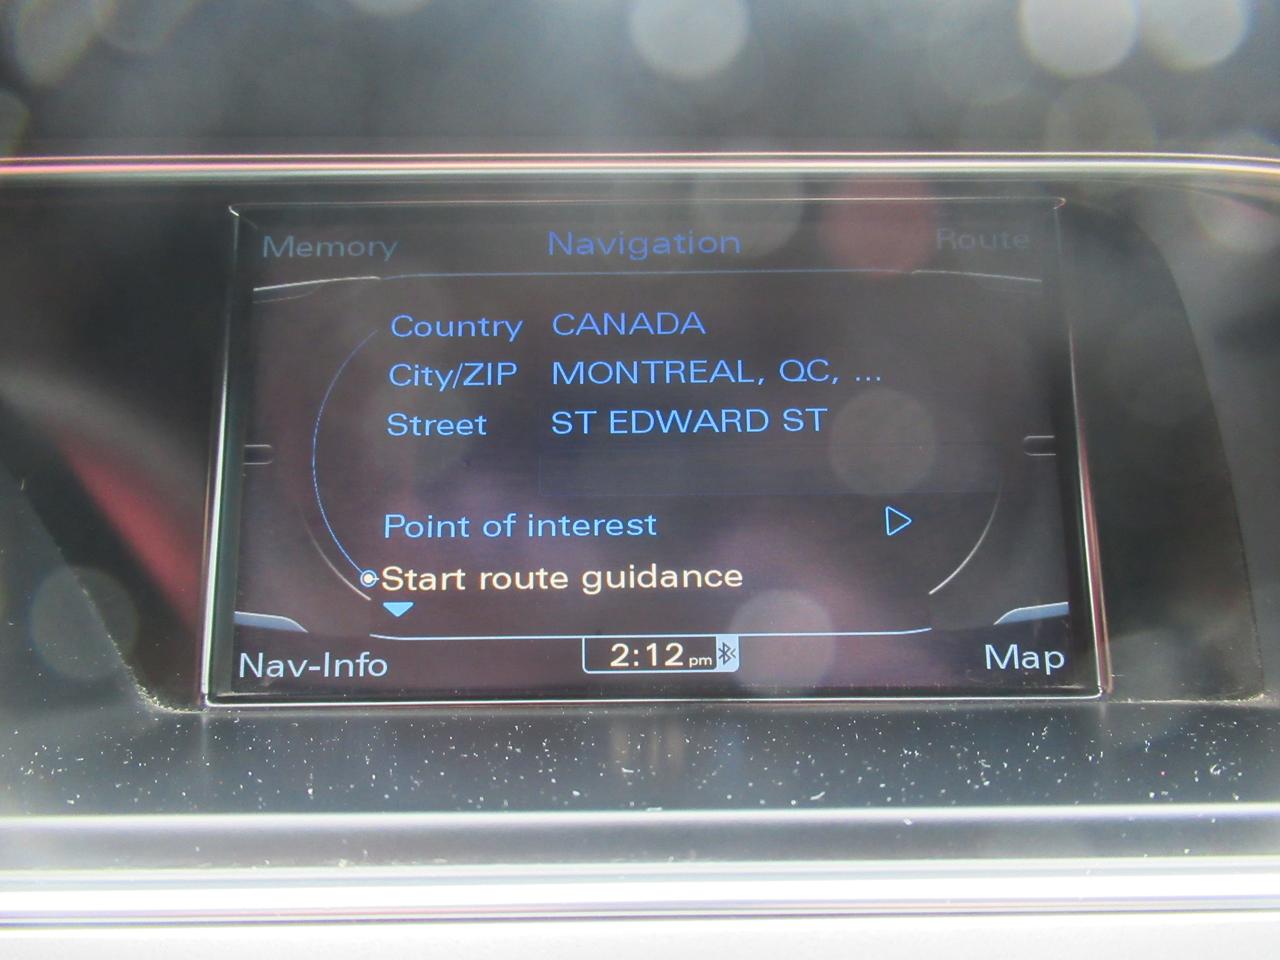 Memory Navigation Route
Country CANADA
City/ZIP MONTREAL, QC, ...
Street ST EDWARD ST
Point of interest
Start route guidance
Nav-Info 2:12 pm Map